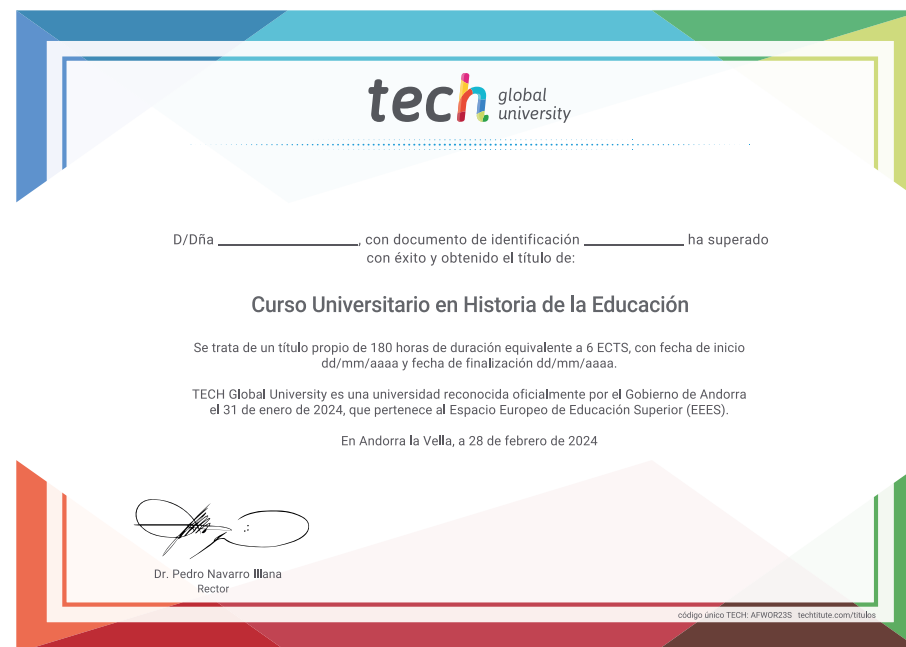 tech global university
D/Dña ______________, con documento de identificación __________ ha superado
con éxito y obtenido el título de:
Curso Universitario en Historia de la Educación
Se trata de un título propio de 180 horas de duración equivalente a 6 ECTS, con fecha de inicio
dd/mm/aaaa y fecha de finalización dd/mm/aaaa.
TECH Global University es una universidad reconocida oficialmente por el Gobierno de Andorra
el 31 de enero de 2024, que pertenece al Espacio Europeo de Educación Superior (EEES).
En Andorra la Vella, a 28 de febrero de 2024
Dr. Pedro Navarro Illana
Rector
código único TECH: AFWOR23S techtitute.com/titulos